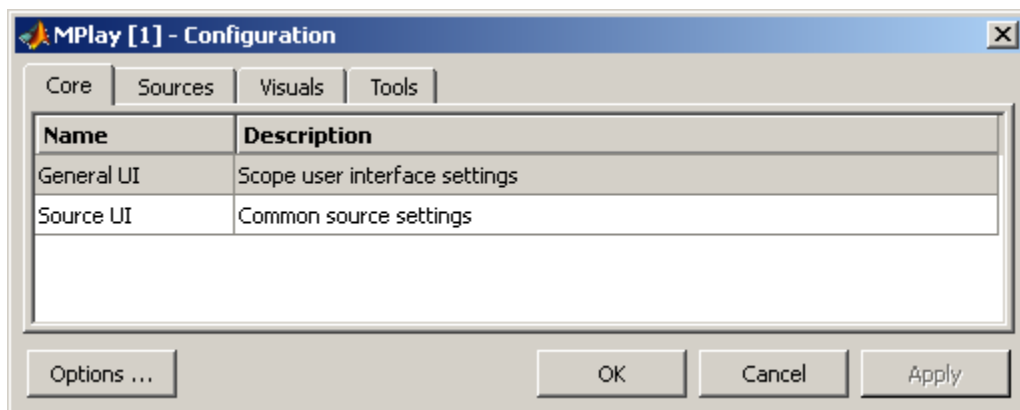 MPlay [1] - Configuration
Core Sources Visuals Tools
Name Description
General UI Scope user interface settings
Source UI Common source settings
Options ... OK Cancel Apply